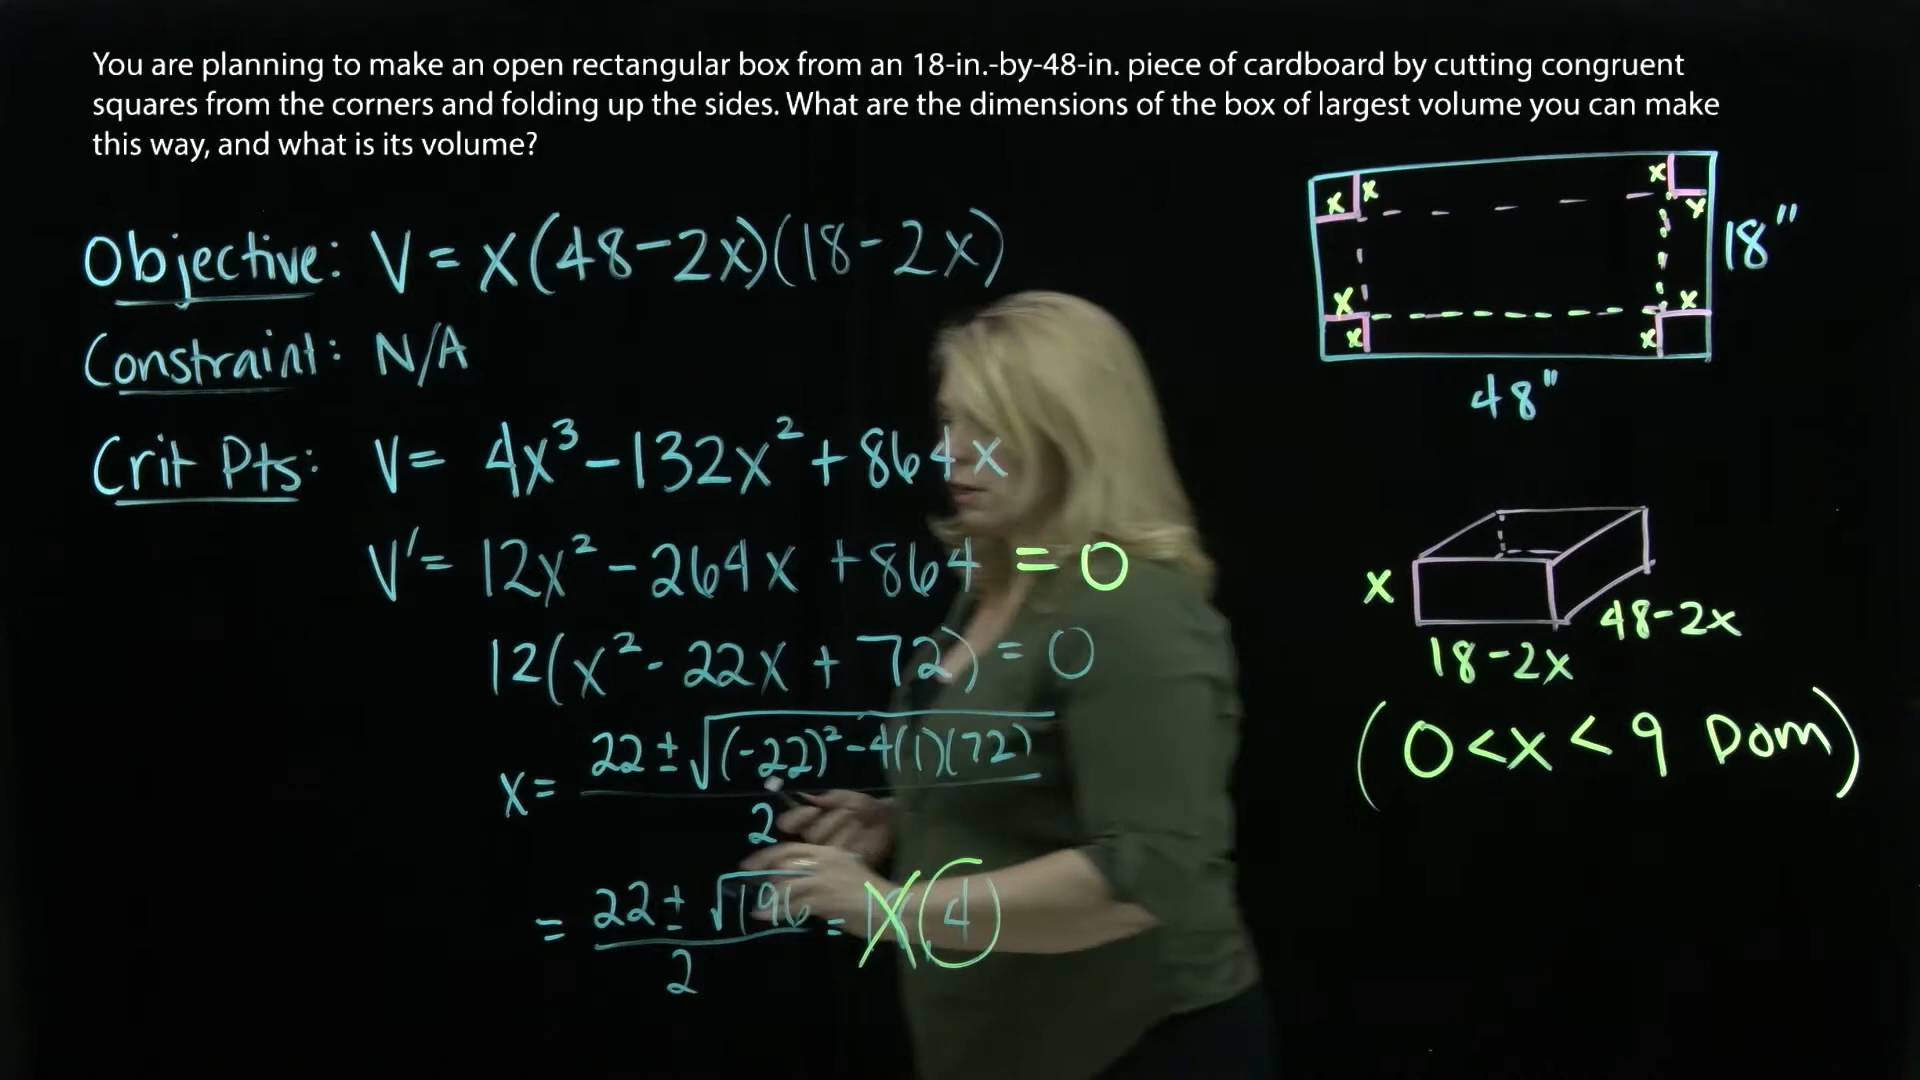 You are planning to make an open rectangular box from an 18-in.-by-48-in. piece of cardboard by cutting congruent
squares from the corners and folding up the sides. What are the dimensions of the box of largest volume you can make
this way, and what is its volume?
Objective: V = x(48-2x)(18-2x)
Constraint: N/A
Crit Pts: V= 4x³-132x²+864x
V'= 12x²-264x+864 = 0
12(x²-22x+72) = 0
x= 22±√(-22)²-4(1)(72)
2
= 22±√196 = 4
2
x x
x x
18"
x x
x x
48"
x
48-2x
18-2x
(0<x<9 Dom)